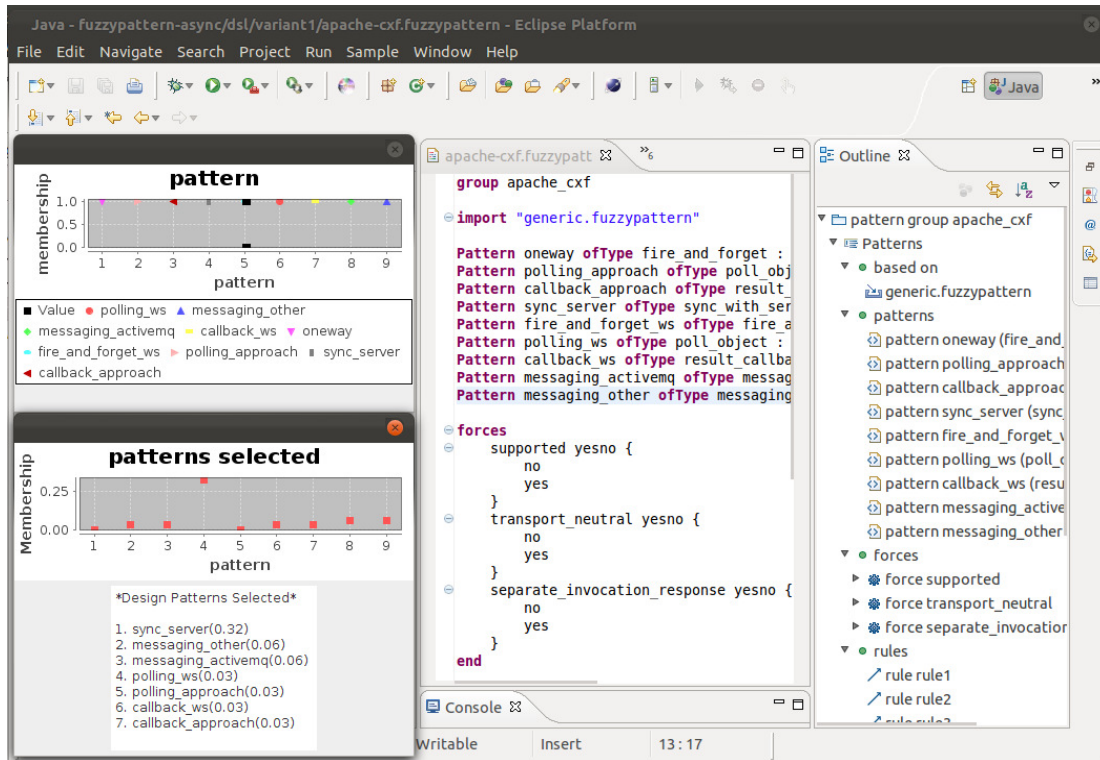 Java - fuzzypattern-async/dsl/variant1/apache-cxf.fuzzypattern - Eclipse Platform
File Edit Navigate Search Project Run Sample Window Help
Java
pattern
membership
1.0
0.5
0.0
1 2 3 4 5 6 7 8 9
pattern
Value polling_ws messaging_other
messaging_activemq callback_ws oneway
fire_and_forget_ws polling_approach sync_server
callback_approach
patterns selected
Membership
0.25
0.00
1 2 3 4 5 6 7 8 9
pattern
*Design Patterns Selected*
1. sync_server(0.32)
2. messaging_other(0.06)
3. messaging_activemq(0.06)
4. polling_ws(0.03)
5. polling_approach(0.03)
6. callback_ws(0.03)
7. callback_approach(0.03)
apache-cxf.fuzzypatt
»6
group apache_cxf
import "generic.fuzzypattern"
Pattern oneway ofType fire_and_forget :
Pattern polling_approach ofType poll_obj
Pattern callback_approach ofType result_
Pattern sync_server ofType sync_with_ser
Pattern fire_and_forget_ws ofType fire_a
Pattern polling_ws ofType poll_object :
Pattern callback_ws ofType result_callba
Pattern messaging_activemq ofType messag
Pattern messaging_other ofType messaging
forces
supported yesno {
no
yes
}
transport_neutral yesno {
no
yes
}
separate_invocation_response yesno {
no
yes
}
end
Console
Writable Insert 13:17
Outline
pattern group apache_cxf
Patterns
based on
generic.fuzzypattern
patterns
pattern oneway (fire_and_
pattern polling_approach
pattern callback_approac
pattern sync_server (sync_
pattern fire_and_forget_v
pattern polling_ws (poll_c
pattern callback_ws (resu
pattern messaging_active
pattern messaging_other
forces
force supported
force transport_neutral
force separate_invocation
rules
rule rule1
rule rule2